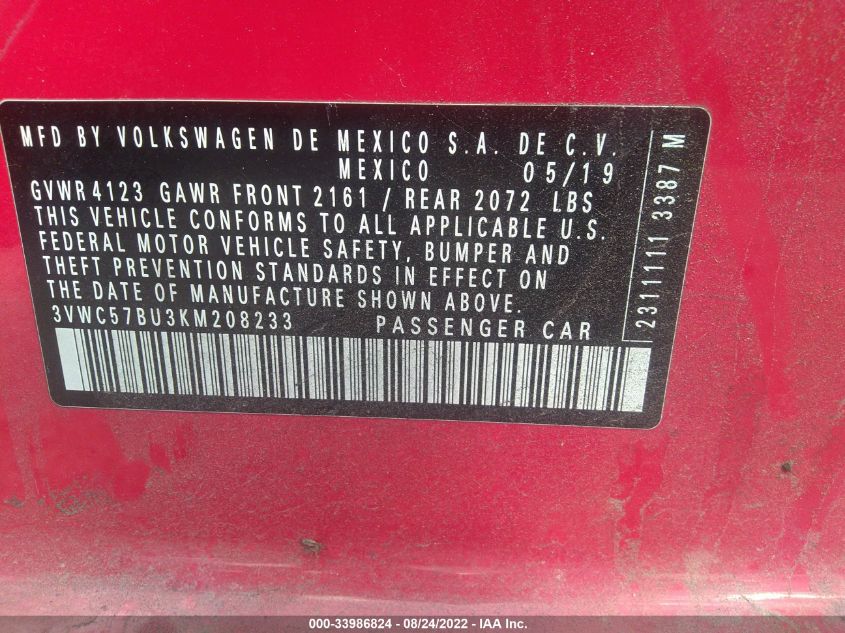 MFD BY VOLKSWAGEN DE MEXICO S.A. DE C.V.
MEXICO 05/19
GVWR 4123 GAWR FRONT 2161 / REAR 2072 LBS
THIS VEHICLE CONFORMS TO ALL APPLICABLE U.S.
FEDERAL MOTOR VEHICLE SAFETY, BUMPER AND
THEFT PREVENTION STANDARDS IN EFFECT ON
THE DATE OF MANUFACTURE SHOWN ABOVE.
3VWC57BU3KM208233 PASSENGER CAR
2311111 3387 M
000-33986824 - 08/24/2022 - IAA Inc.